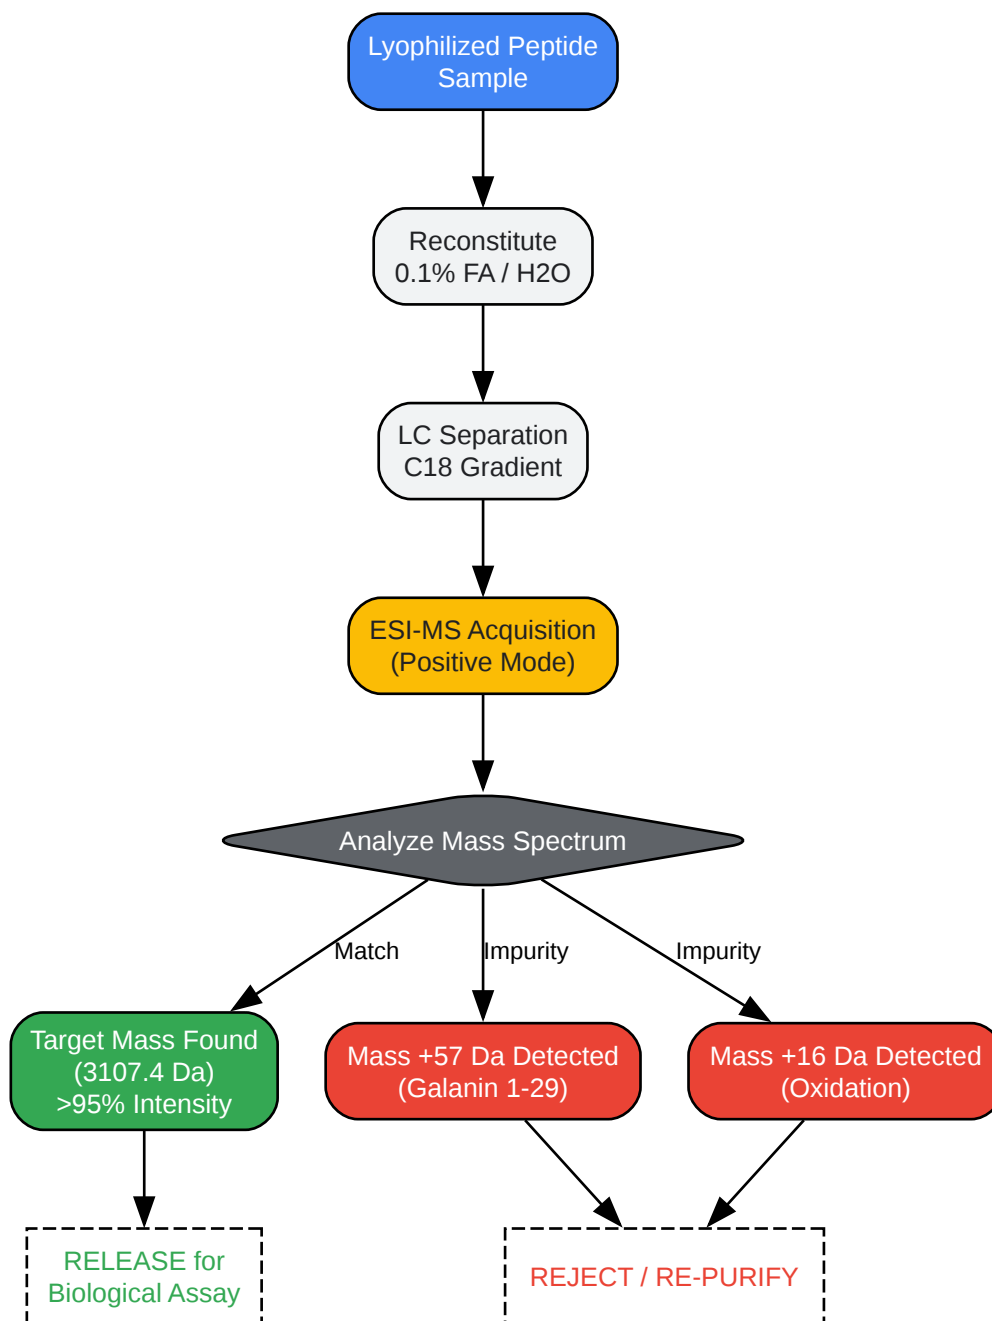 Lyophilized Peptide
Sample
Reconstitute
0.1% FA / H2O
LC Separation
C18 Gradient
ESI-MS Acquisition
(Positive Mode)
Analyze Mass Spectrum
Match
Impurity
Impurity
Target Mass Found
(3107.4 Da)
>95% Intensity
Mass +57 Da Detected
(Galanin 1-29)
Mass +16 Da Detected
(Oxidation)
RELEASE for
Biological Assay
REJECT / RE-PURIFY